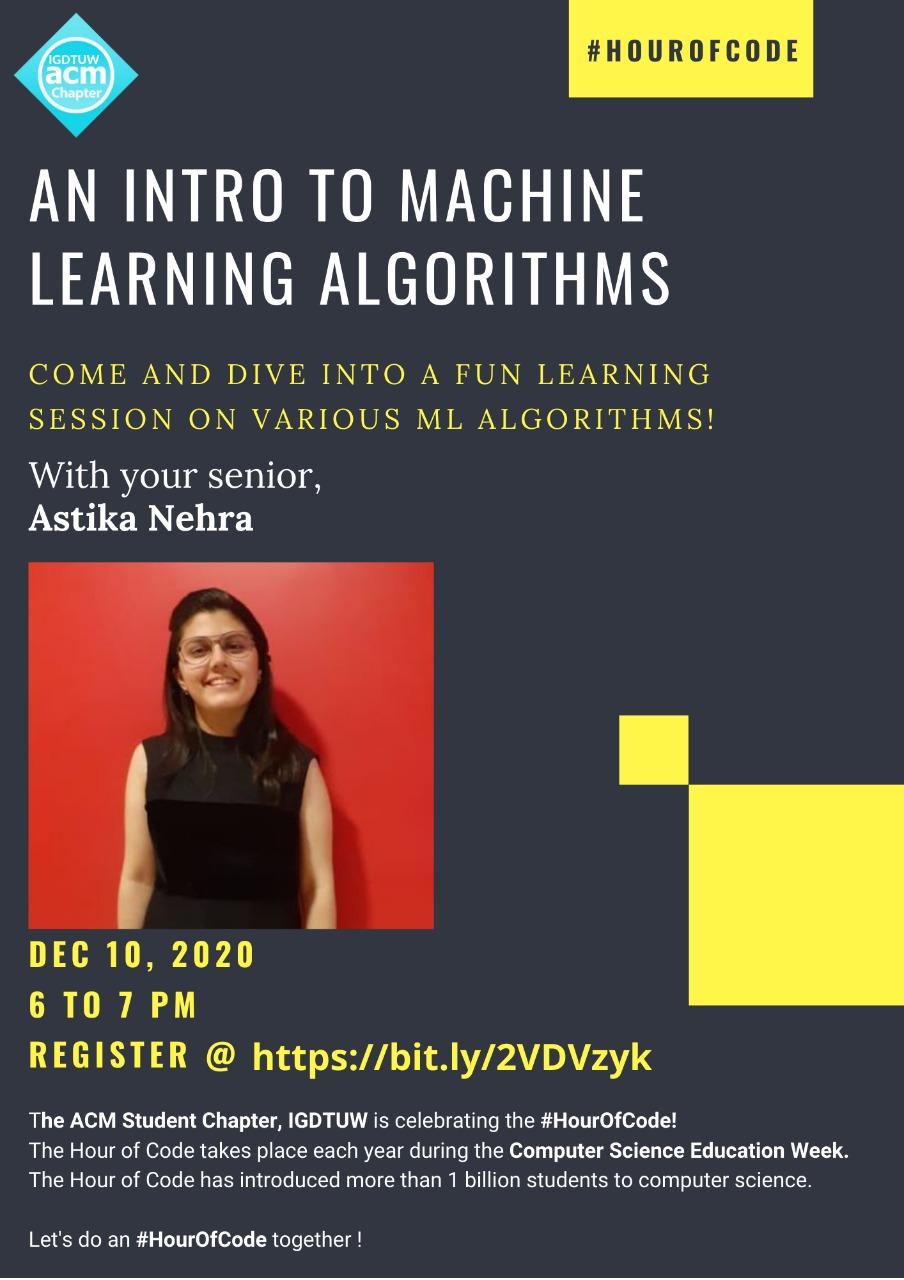 IGDTUW
acm
Chapter
#HOUROFCODE
AN INTRO TO MACHINE
LEARNING ALGORITHMS
COME AND DIVE INTO A FUN LEARNING
SESSION ON VARIOUS ML ALGORITHMS!
With your senior,
Astika Nehra
DEC 10, 2020
6 TO 7 PM
REGISTER @ https://bit.ly/2VDVzyk
The ACM Student Chapter, IGDTUW is celebrating the #HourOfCode!
The Hour of Code takes place each year during the Computer Science Education Week.
The Hour of Code has introduced more than 1 billion students to computer science.
Let's do an #HourOfCode together !